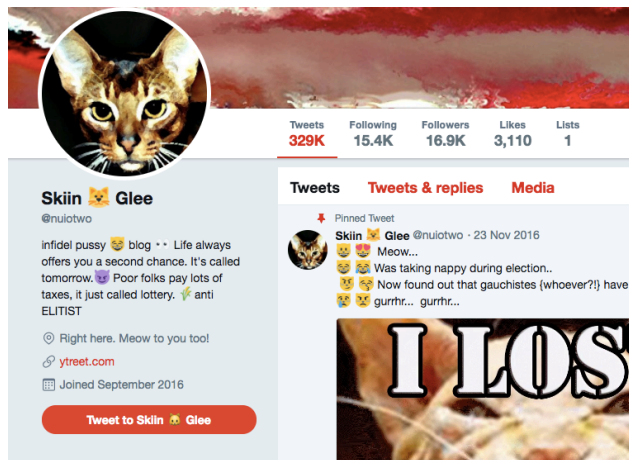 Tweets Following Followers Likes Lists
329K 15.4K 16.9K 3,110 1
Skiin 😺 Glee
@nuiotwo
infidel pussy 😸 blog 👀 Life always
offers you a second chance. It's called
tomorrow.😈 Poor folks pay lots of
taxes, it just called lottery. 🌾 anti
ELITIST
Right here. Meow to you too!
ytreet.com
Joined September 2016
Tweet to Skiin 😺 Glee
Tweets Tweets & replies Media
Pinned Tweet
Skiin 😺 Glee @nuiotwo · 23 Nov 2016
😺 😻 Meow...
😸 😹 Was taking nappy during election..
😼 😽 Now found out that gauchistes {whoever?!} have
😿 😾 gurrhr... gurrhr...
I LOS